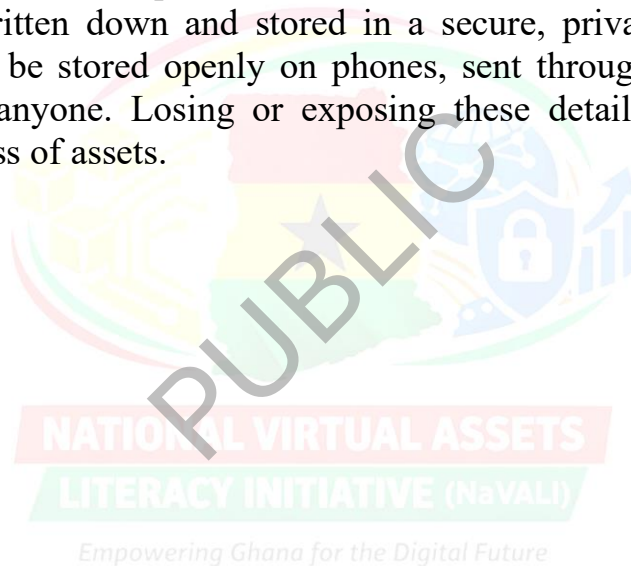 ritten down and stored in a secure, priva
be stored openly on phones, sent throug
anyone. Losing or exposing these detail
ss of assets.
PUBLIC
NATIONAL VIRTUAL ASSETS
LITERACY INITIATIVE (NaVALI)
Empowering Ghana for the Digital Future